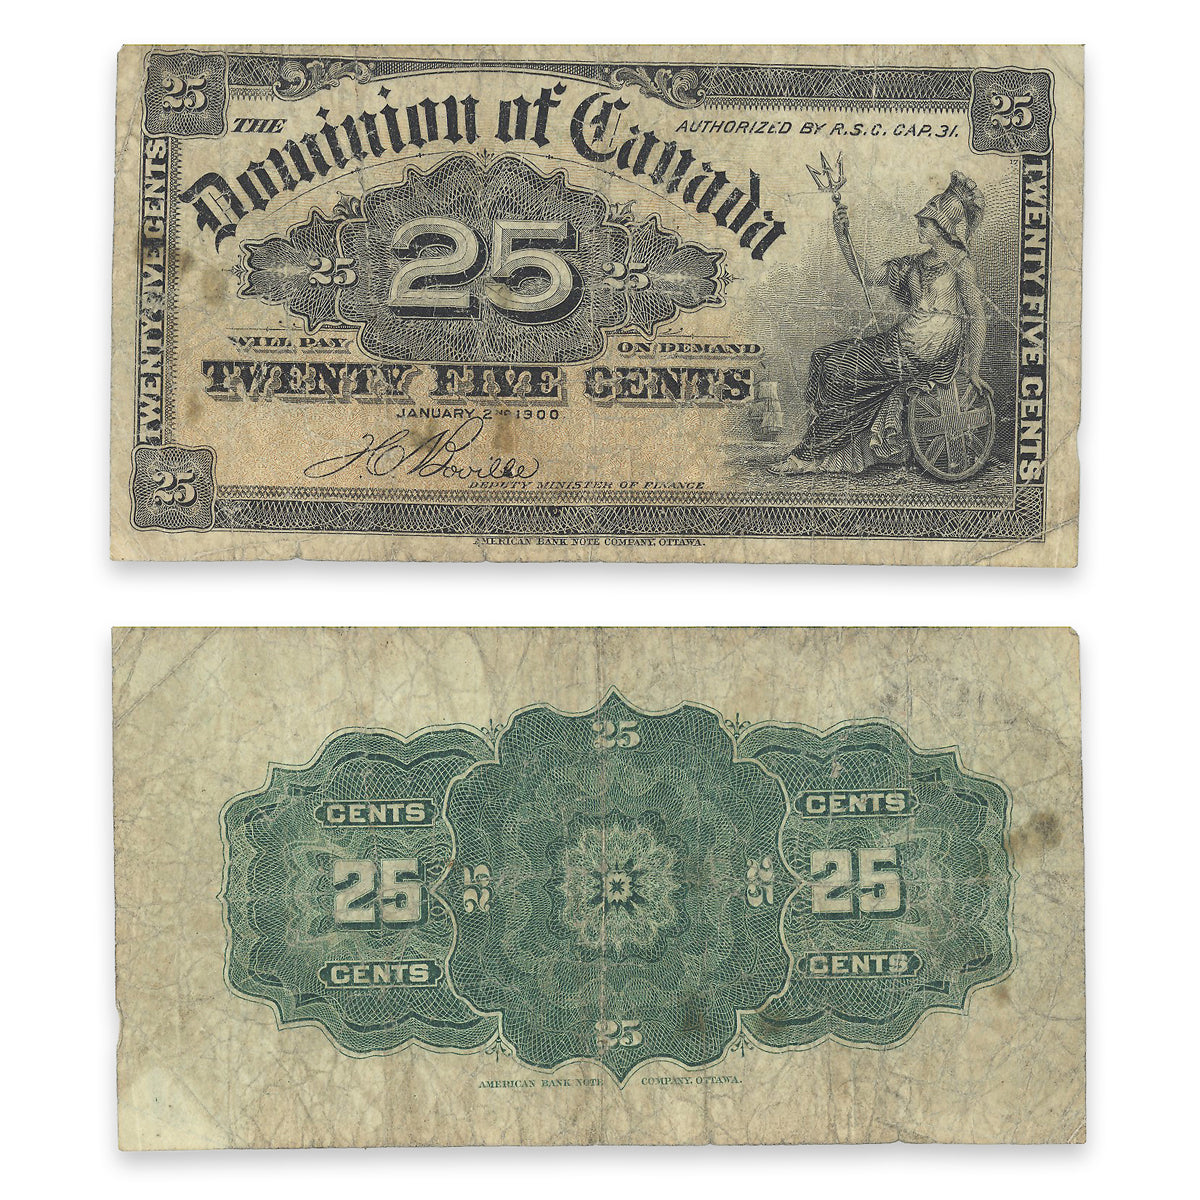 25
25
THE
Dominion of Canada
AUTHORIZED BY R.S.C. CAP. 31.
17
TWENTY FIVE CENTS
TWENTY FIVE CENTS
25
25
25
WILL PAY
ON DEMAND
TWENTY FIVE CENTS
JANUARY 2ND 1900.
25
DEPUTY MINISTER OF FINANCE
AMERICAN BANK NOTE COMPANY, OTTAWA.
25
CENTS
CENTS
25
25
25
25
CENTS
CENTS
25
AMERICAN BANK NOTE COMPANY, OTTAWA.